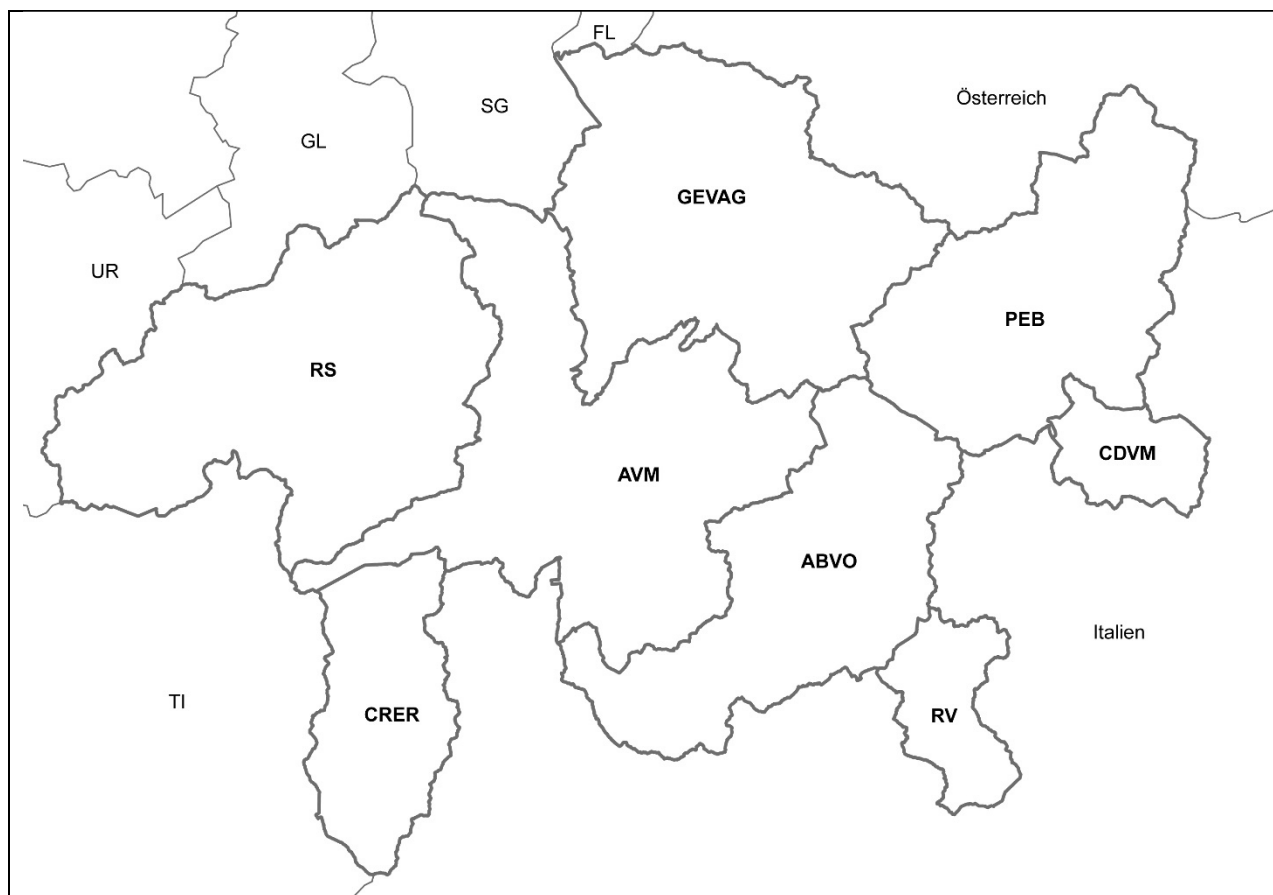 FL
Österreich
SG
GL
GEVAG
UR
PEB
RS
CDVM
AVM
ABVO
Italien
TI
CRER
RV